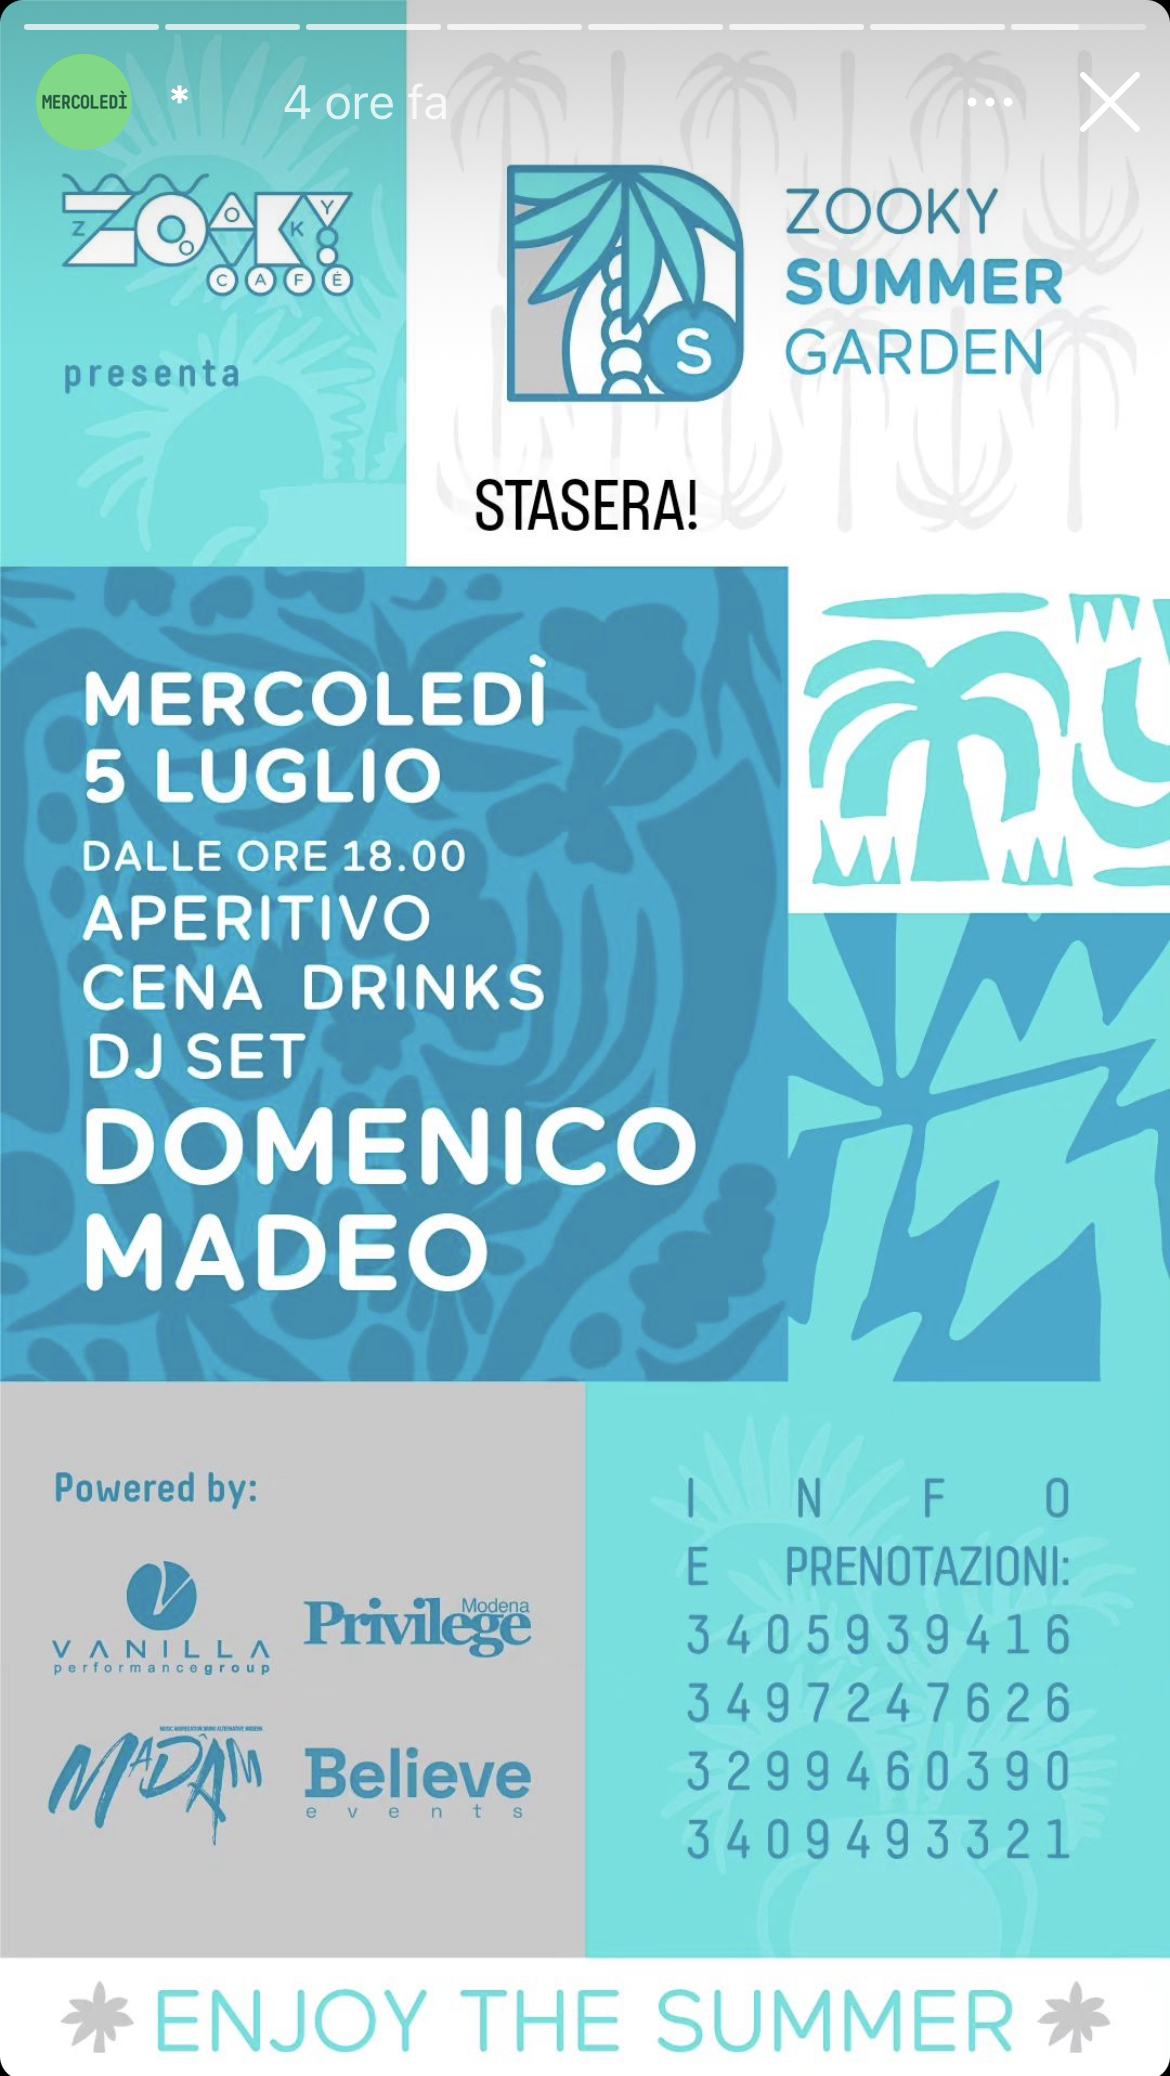 MERCOLEDÌ
*
4 ore fa
ZOOKY
Z O O K Y
CAFÈ
presenta
S
ZOOKY
SUMMER
GARDEN
STASERA!
MERCOLEDÌ
5 LUGLIO
DALLE ORE 18.00
APERITIVO
CENA DRINKS
DJ SET
DOMENICO
MADEO
Powered by:
VANILLA
performancegroup
Modena
Privilege
MADÂM
Believe
events
INFO
E PRENOTAZIONI:
3405939416
3497247626
3299460390
3409493321
ENJOY THE SUMMER